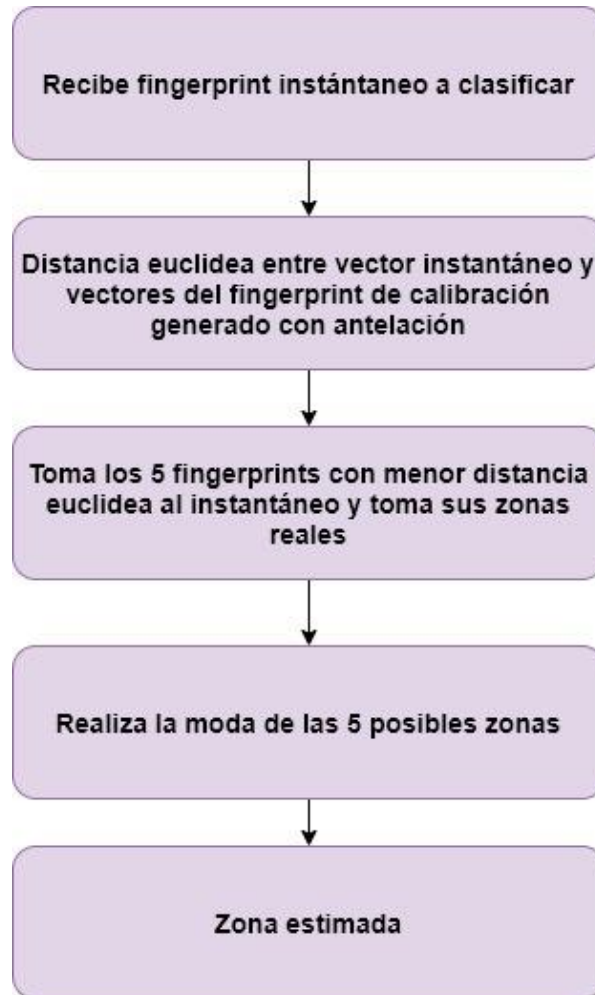 Recibe fingerprint instántaneo a clasificar
Distancia euclidea entre vector instantáneo y
vectores del fingerprint de calibración
generado con antelación
Toma los 5 fingerprints con menor distancia
euclidea al instantáneo y toma sus zonas
reales
Realiza la moda de las 5 posibles zonas
Zona estimada